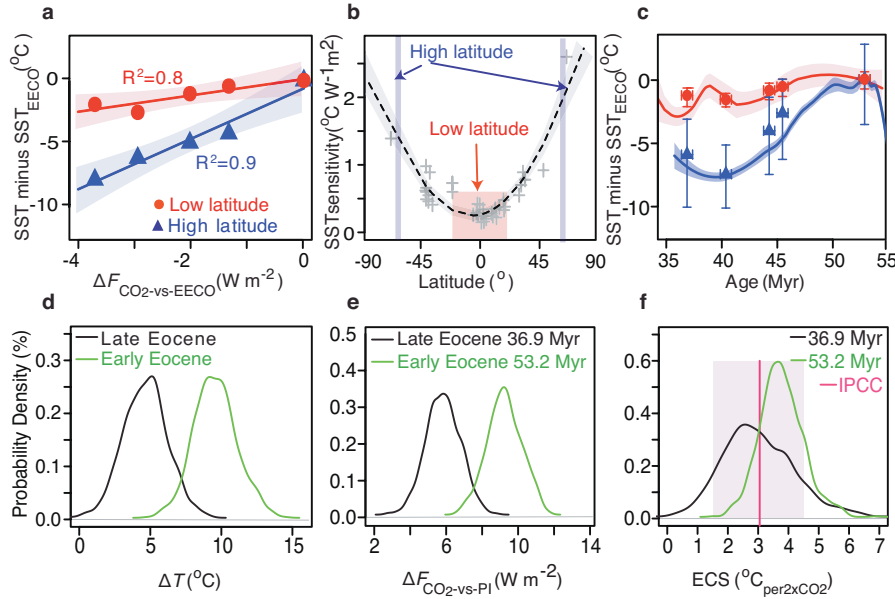 a
SST minus SST_EECO (°C)
0
-5
-10
R²=0.8
R²=0.9
Low latitude
High latitude
-4
-3
-2
-1
0
ΔF_CO2-vs-EECO (W m⁻²)
b
SSTsensitivity(°C W⁻¹m2)
2.5
2
1
0.5
0
High latitude
Low latitude
-90
-45
0
45
90
Latitude (°)
c
SST minus SST_EECO (°C)
0
-5
-10
35
40
45
50
55
Age (Myr)
d
Probability Density (%)
0.3
0.2
0.1
0.0
Late Eocene
Early Eocene
0
5
10
15
ΔT (°C)
e
0.5
0.4
0.3
0.2
0.1
0.0
Late Eocene 36.9 Myr
Early Eocene 53.2 Myr
2
6
10
14
ΔF_CO2-vs-PI (W m⁻²)
f
0.6
0.4
0.2
0.0
36.9 Myr
53.2 Myr
IPCC
0
1
2
3
4
5
6
7
ECS (°C_per2xCO2)